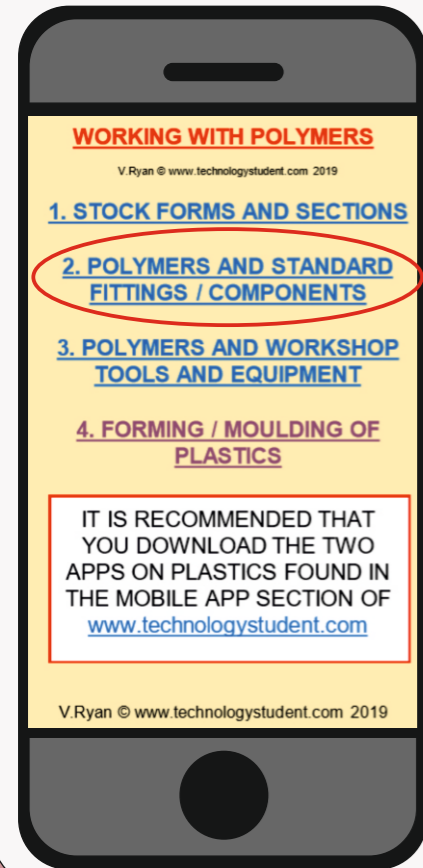 WORKING WITH POLYMERS
V.Ryan © www.technologystudent.com 2019
1. STOCK FORMS AND SECTIONS
2. POLYMERS AND STANDARD
FITTINGS / COMPONENTS
3. POLYMERS AND WORKSHOP
TOOLS AND EQUIPMENT
4. FORMING / MOULDING OF
PLASTICS
IT IS RECOMMENDED THAT
YOU DOWNLOAD THE TWO
APPS ON PLASTICS FOUND IN
THE MOBILE APP SECTION OF
www.technologystudent.com
V.Ryan © www.technologystudent.com 2019